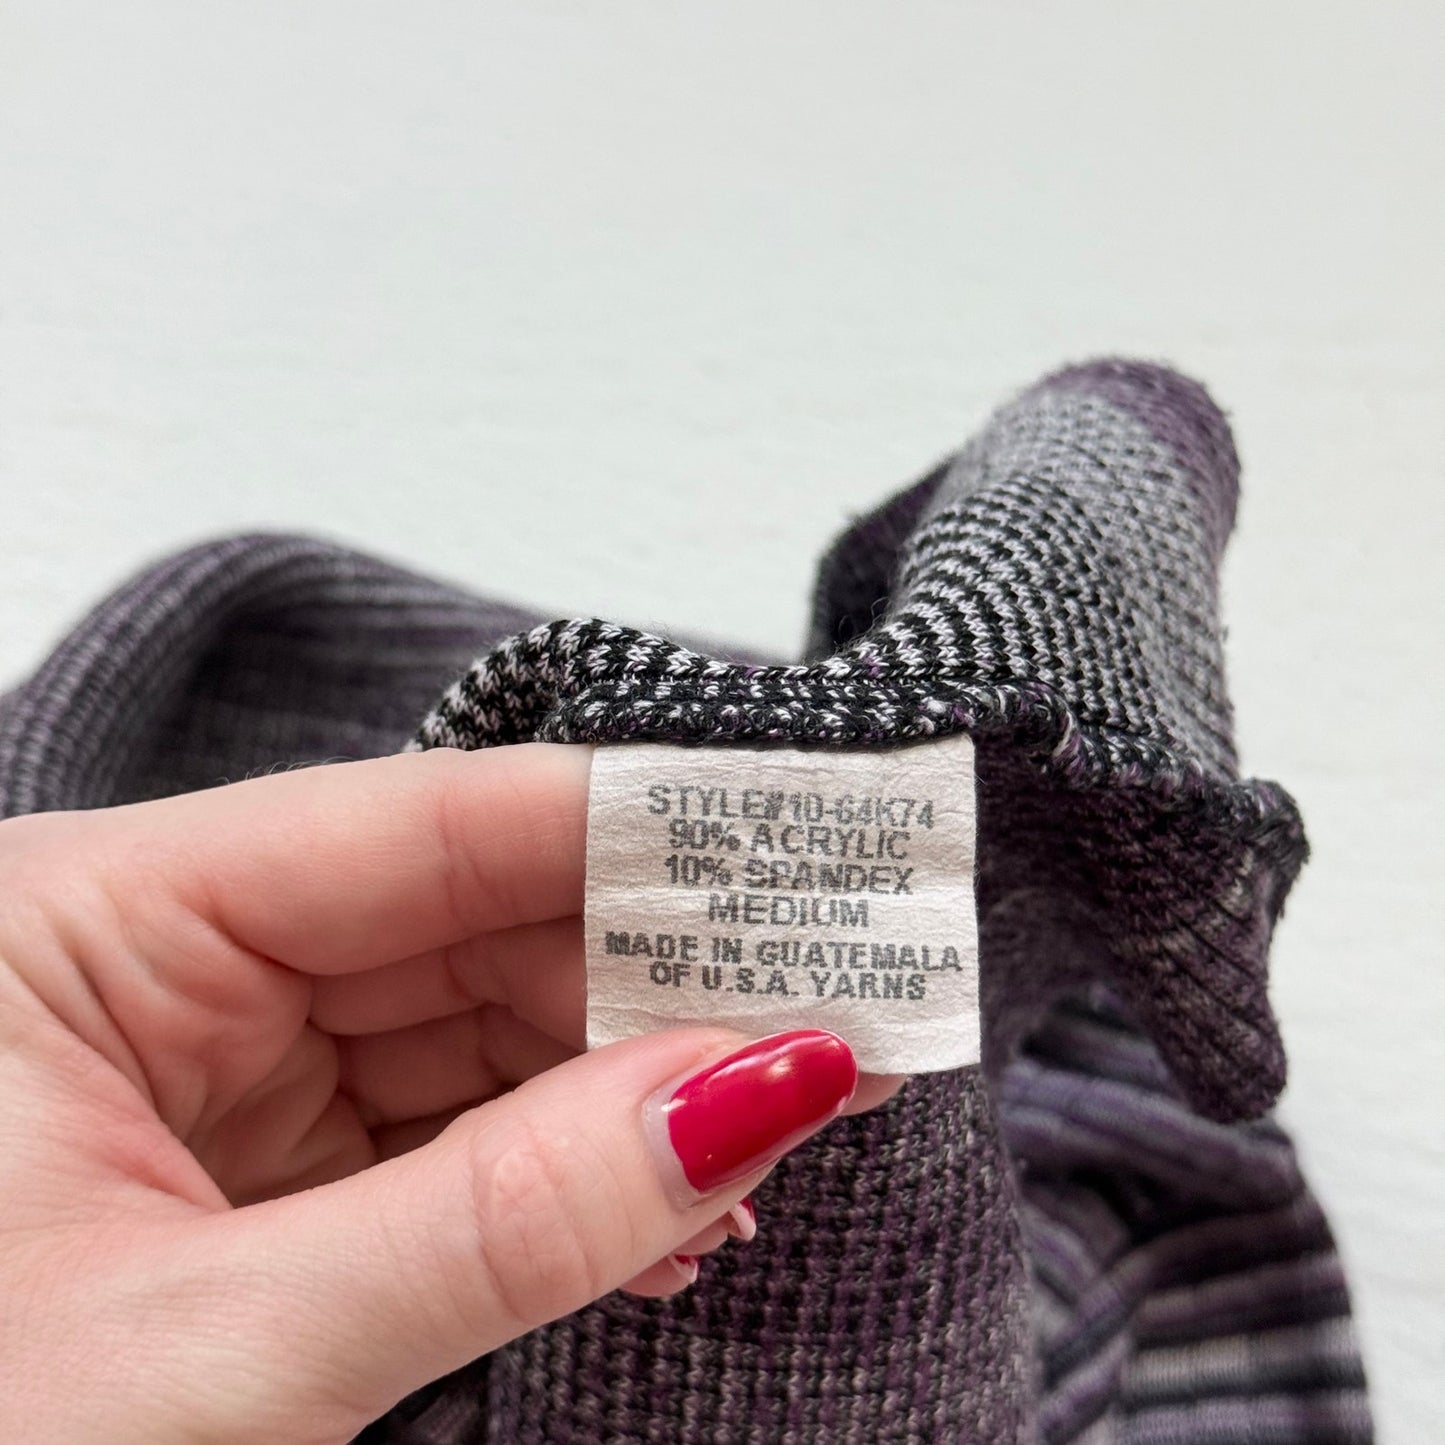 STYLE#10-64K74
90% ACRYLIC
10% SPANDEX
MEDIUM
MADE IN GUATEMALA
OF U.S.A. YARNS